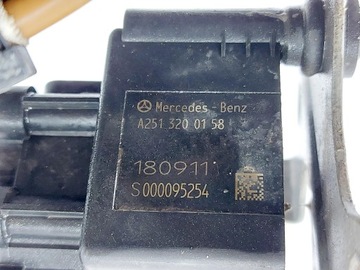 Mercedes-Benz
A251 320 01 58
180911
S000095254